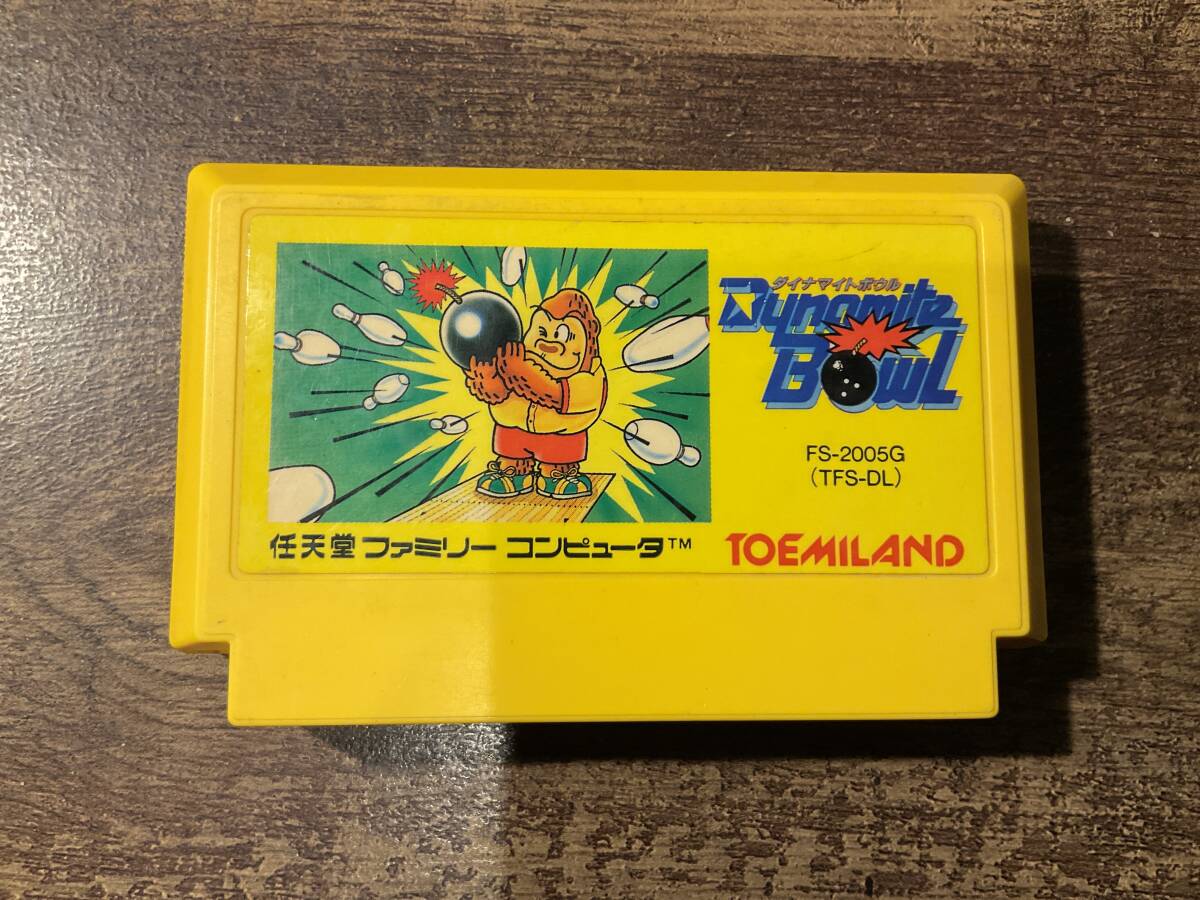 ダイナマイトボウル
Dynamite
Bowl
FS-2005G
(TFS-DL)
任天堂ファミリー コンピュータ™
TOEMILAND